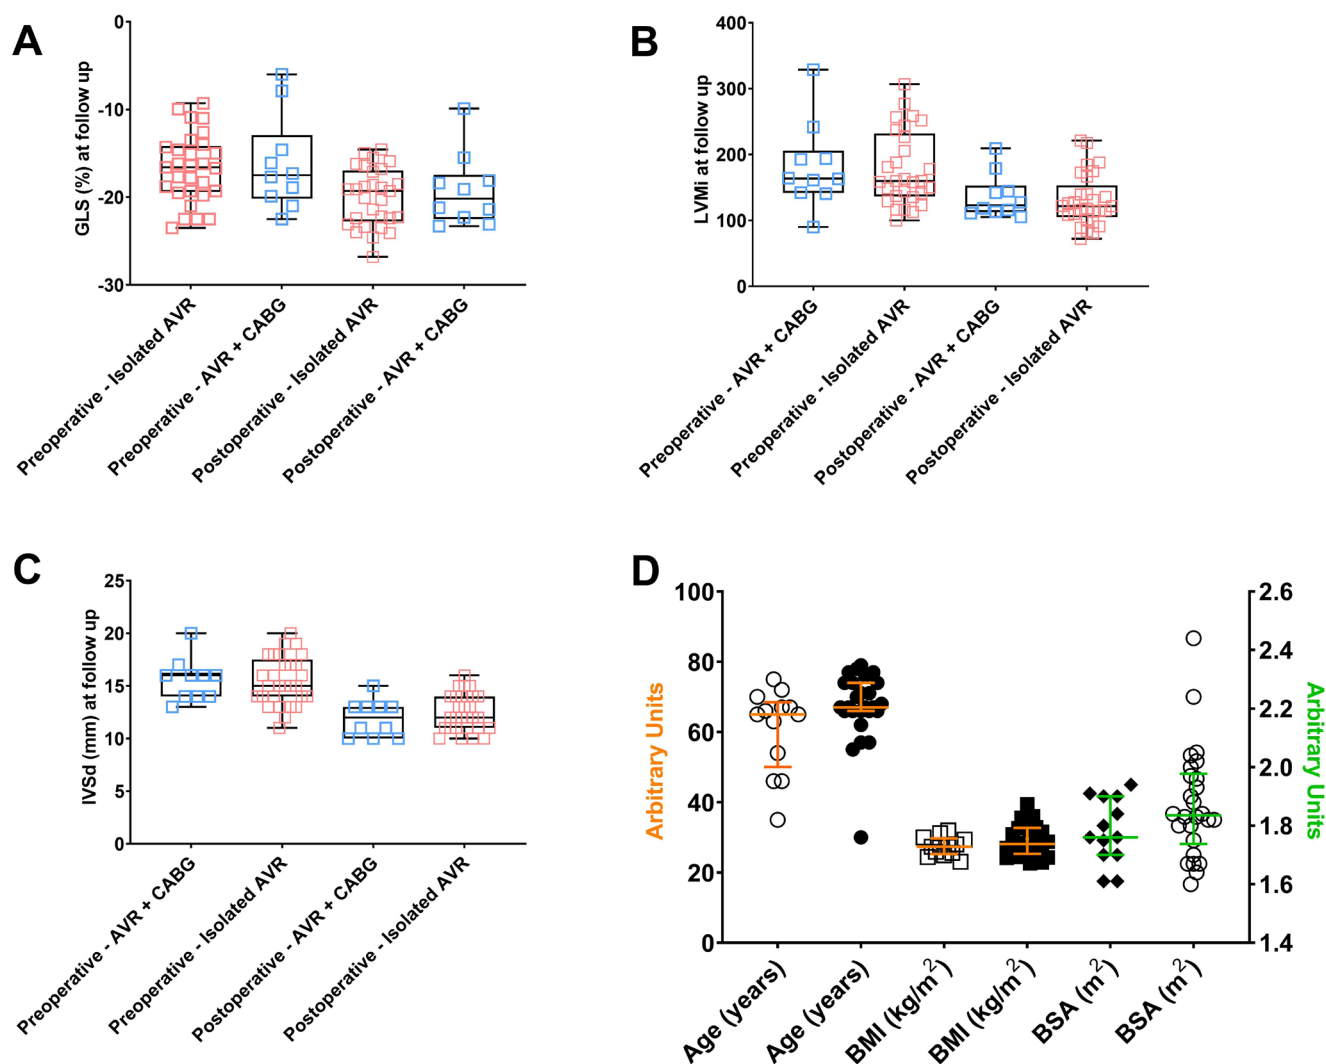 A
GLS (%) at follow up
0
-10
-20
-30
Preoperative - Isolated AVR
Preoperative - AVR + CABG
Postoperative - Isolated AVR
Postoperative - AVR + CABG
B
LVMi at follow up
400
300
200
100
0
Preoperative - AVR + CABG
Preoperative - Isolated AVR
Postoperative - AVR + CABG
Postoperative - Isolated AVR
C
IVSd (mm) at follow up
25
20
15
10
5
0
Preoperative - AVR + CABG
Preoperative - Isolated AVR
Postoperative - AVR + CABG
Postoperative - Isolated AVR
D
Arbitrary Units
100
80
60
40
20
0
2.6
2.4
2.2
2.0
1.8
1.6
1.4
Arbitrary Units
Age (years)
Age (years)
BMI (kg/m²)
BMI (kg/m²)
BSA (m²)
BSA (m²)